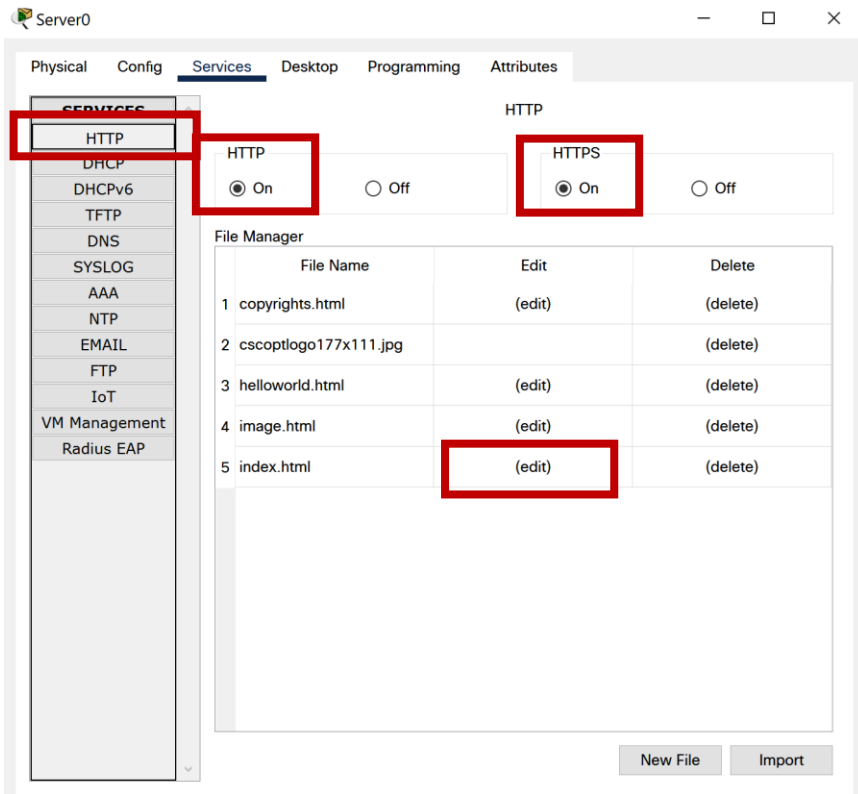 Server0
Physical Config Services Desktop Programming Attributes
SERVICES
HTTP
DHCP
DHCPv6
TFTP
DNS
SYSLOG
AAA
NTP
EMAIL
FTP
IoT
VM Management
Radius EAP
HTTP
HTTP
On Off
HTTPS
On Off
File Manager
File Name Edit Delete
1 copyrights.html (edit) (delete)
2 cscoptlogo177x111.jpg (delete)
3 helloworld.html (edit) (delete)
4 image.html (edit) (delete)
5 index.html (edit) (delete)
New File Import